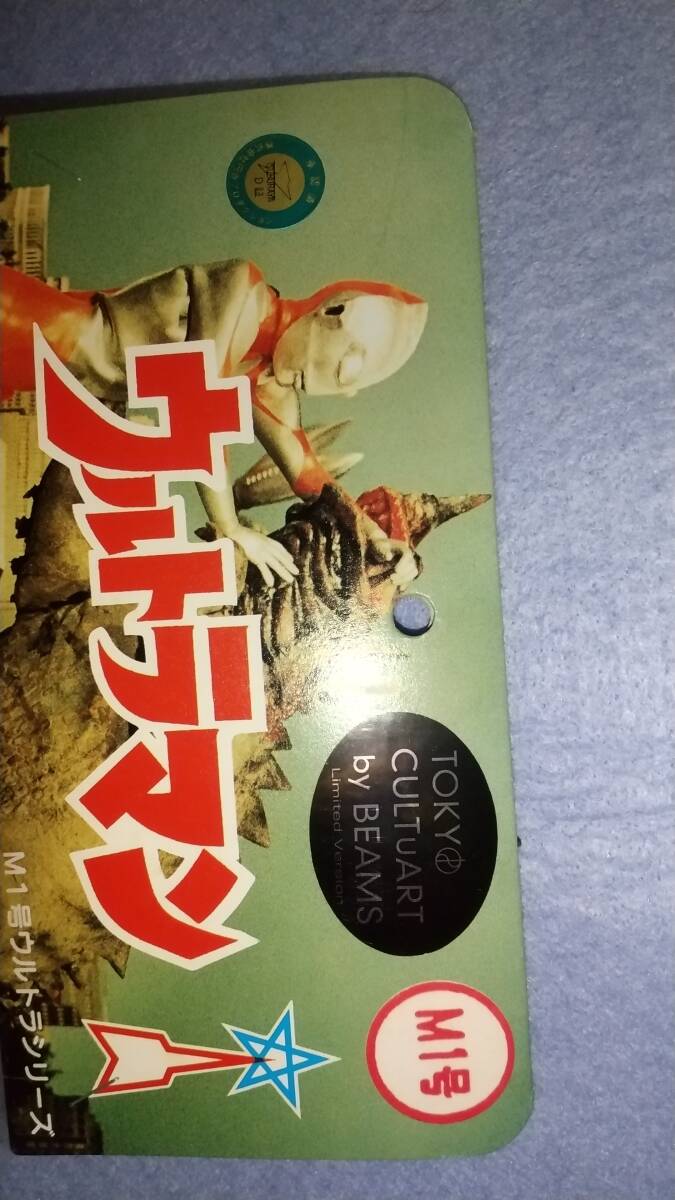 ウルトラマン
M1号ウルトラシリーズ
TOKYO
CULTUART
by BEAMS
Limited Version
M1号